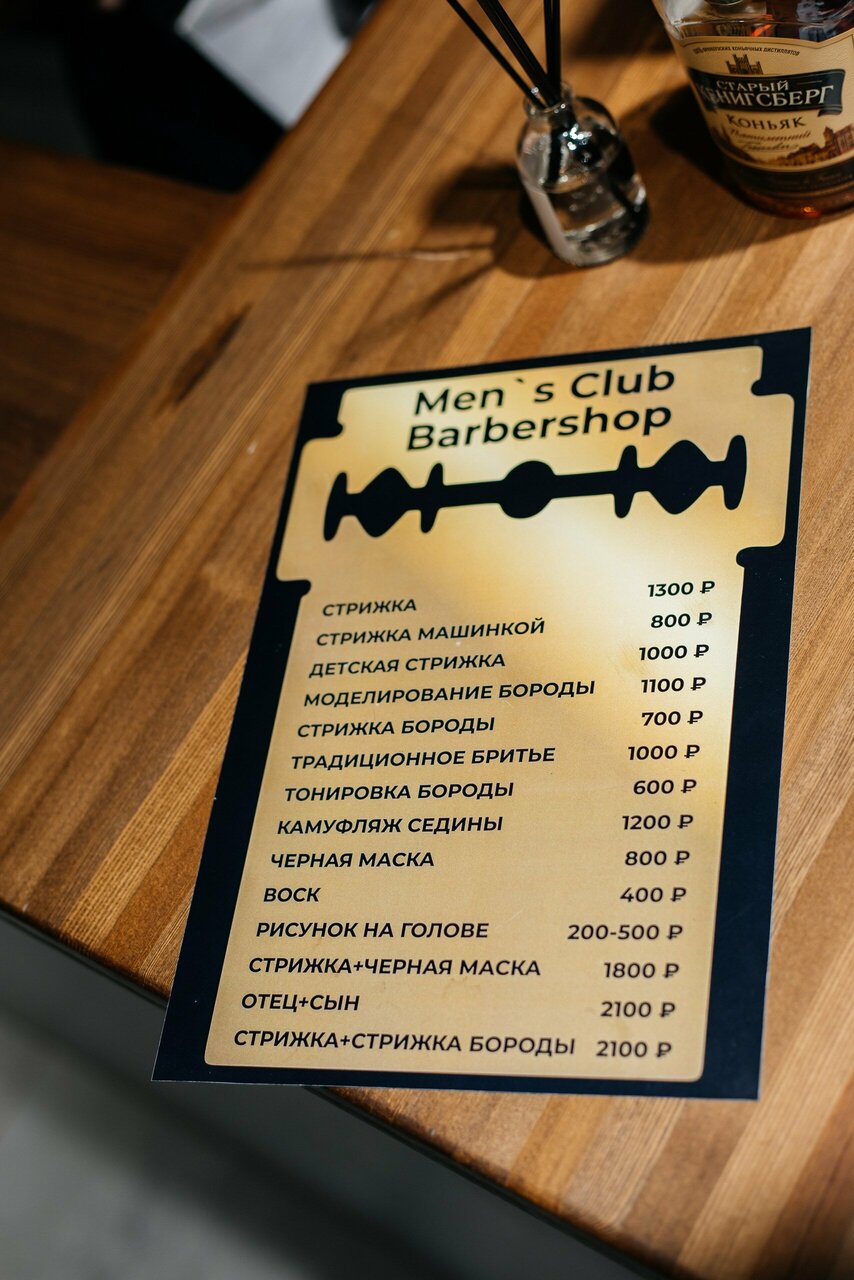 СТАРЫЙ
КЕНИГСБЕРГ
КОНЬЯК
Men`s Club
Barbershop
СТРИЖКА 1300 ₽
СТРИЖКА МАШИНКОЙ 800 ₽
ДЕТСКАЯ СТРИЖКА 1000 ₽
МОДЕЛИРОВАНИЕ БОРОДЫ 1100 ₽
СТРИЖКА БОРОДЫ 700 ₽
ТРАДИЦИОННОЕ БРИТЬЕ 1000 ₽
ТОНИРОВКА БОРОДЫ 600 ₽
КАМУФЛЯЖ СЕДИНЫ 1200 ₽
ЧЕРНАЯ МАСКА 800 ₽
ВОСК 400 ₽
РИСУНОК НА ГОЛОВЕ 200-500 ₽
СТРИЖКА+ЧЕРНАЯ МАСКА 1800 ₽
ОТЕЦ+СЫН 2100 ₽
СТРИЖКА+СТРИЖКА БОРОДЫ 2100 ₽